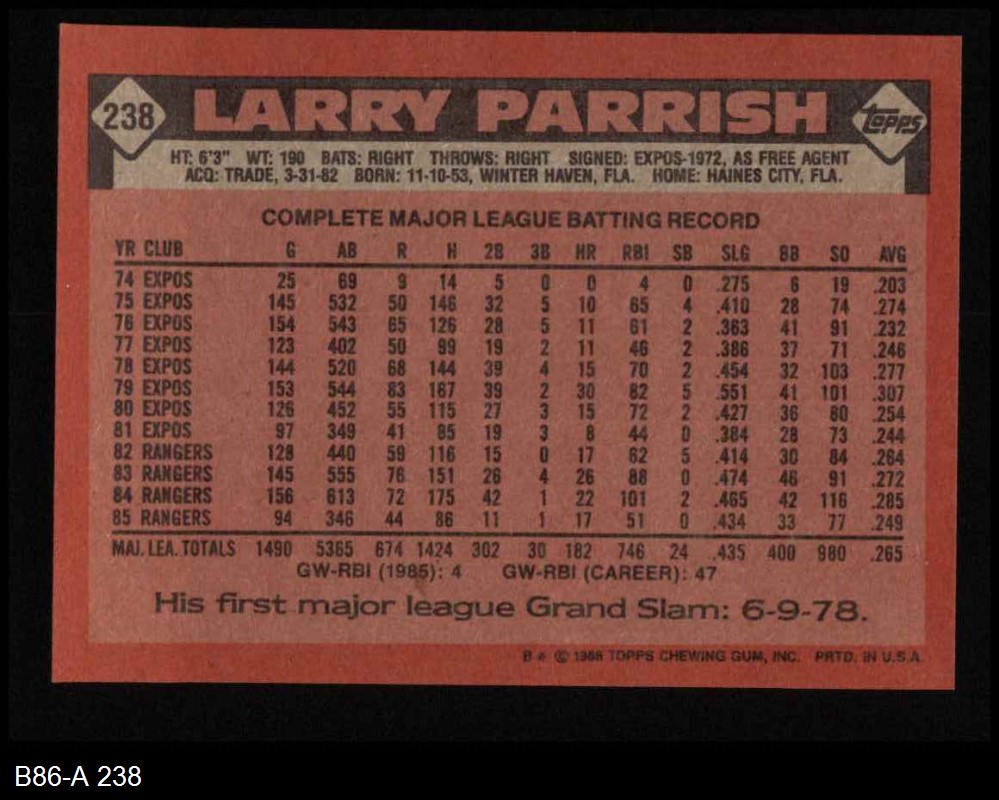 238 LARRY PARRISH topps
HT: 6'3" WT: 190 BATS: RIGHT THROWS: RIGHT SIGNED: EXPOS-1972, AS FREE AGENT
ACQ: TRADE, 3-31-82 BORN: 11-10-53, WINTER HAVEN, FLA. HOME: HAINES CITY, FLA.
COMPLETE MAJOR LEAGUE BATTING RECORD
YR CLUB G AB R H 2B 3B HR RBI SB SLG BB SO AVG
74 EXPOS 25 69 9 14 5 0 0 4 0 .275 6 19 .203
75 EXPOS 145 532 50 146 32 5 10 65 4 .410 28 74 .274
76 EXPOS 154 543 65 126 28 5 11 61 2 .363 41 91 .232
77 EXPOS 123 402 50 99 19 2 11 46 2 .386 37 71 .246
78 EXPOS 144 520 68 144 39 4 15 70 2 .454 32 103 .277
79 EXPOS 153 544 83 167 39 2 30 82 5 .551 41 101 .307
80 EXPOS 126 452 55 115 27 3 15 72 2 .427 36 80 .254
81 EXPOS 97 349 41 85 19 3 8 44 0 .384 28 73 .244
82 RANGERS 128 440 59 116 15 0 17 62 5 .414 30 84 .264
83 RANGERS 145 555 76 151 26 4 26 88 0 .474 46 91 .272
84 RANGERS 156 613 72 175 42 1 22 101 2 .465 42 116 .285
85 RANGERS 94 346 44 86 11 1 17 51 0 .434 33 77 .249
MAJ. LEA. TOTALS 1490 5365 674 1424 302 30 182 746 24 .435 400 980 .265
GW-RBI (1985): 4 GW-RBI (CAREER): 47
His first major league Grand Slam: 6-9-78.
B * © 1986 TOPPS CHEWING GUM, INC. PRTD. IN U.S.A.
B86-A 238